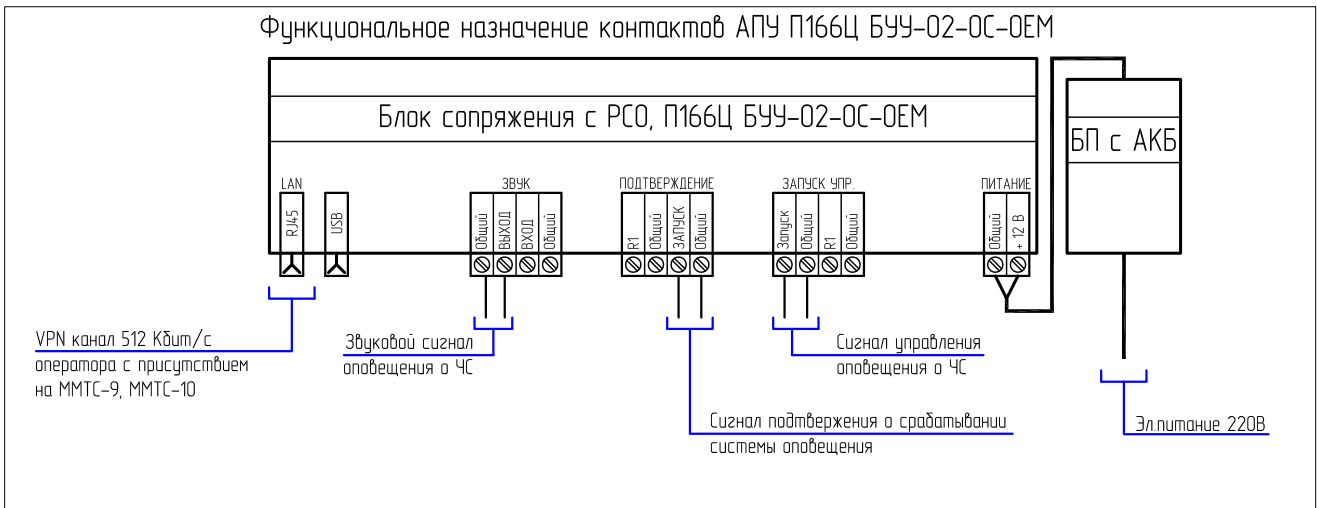 Функциональное назначение контактов АПУ П166Ц БУУ-02-ОС-ОЕМ
Блок сопряжения с РСО, П166Ц БУУ-02-ОС-ОЕМ
БП с АКБ
LAN
ЗВУК
ПОДТВЕРЖДЕНИЕ
ЗАПУСК УПР.
ПИТАНИЕ
RJ45
USB
Общий
ВЫХОД
ВХОД
Общий
R1
Общий
ЗАПУСК
Общий
Запуск
Общий
R1
Общий
Общий
+ 12 В
VPN канал 512 Кбит/с
оператора с присутствием
на ММТС-9, ММТС-10
Звуковой сигнал
оповещения о ЧС
Сигнал управления
оповещения о ЧС
Сигнал подтвержения о срабатывании
системы оповещения
Эл.питание 220В